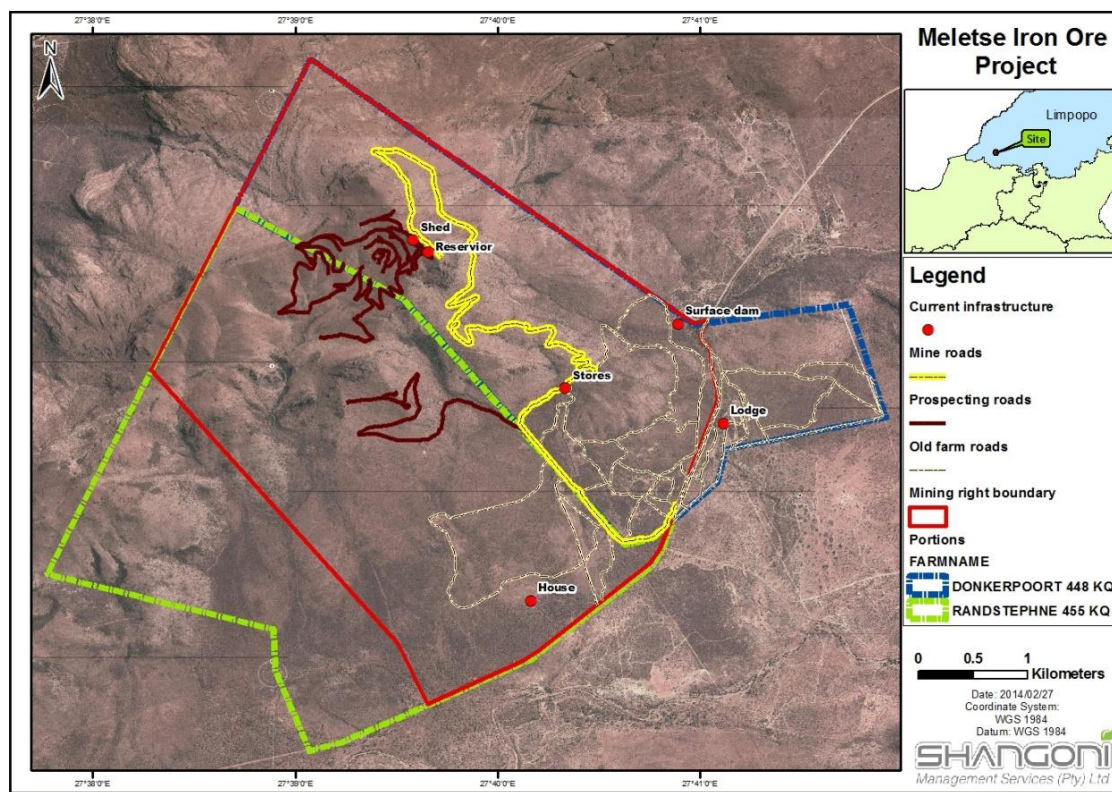 27°38'0"E 27°39'0"E 27°40'0"E 27°41'0"E
N
Shed
Reservior
Surface dam
Stores
Lodge
House
27°38'0"E 27°39'0"E 27°40'0"E 27°41'0"E
Meletse Iron Ore
Project
Limpopo
Site
Legend
Current infrastructure
Mine roads
Prospecting roads
Old farm roads
Mining right boundary
Portions
FARMNAME
DONKERPOORT 448 KQ
RANDSTEPHNE 455 KQ
0 0.5 1
Kilometers
Date: 2014/02/27
Coordinate System:
WGS 1984
Datum: WGS 1984
SHANGONI
Management Services (Pty) Ltd